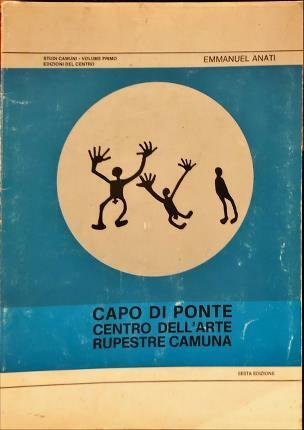 STUDI CAMUNI - VOLUME PRIMO
EDIZIONI DEL CENTRO
EMMANUEL ANATI
CAPO DI PONTE
CENTRO DELL'ARTE
RUPESTRE CAMUNA
SESTA EDIZIONE